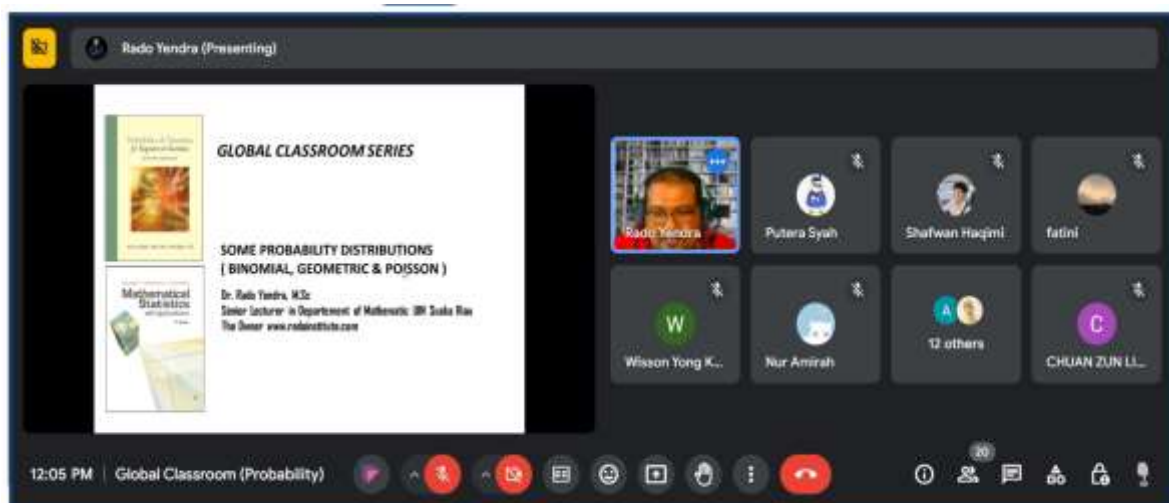 Rado Yendra (Presenting)
GLOBAL CLASSROOM SERIES
SOME PROBABILITY DISTRIBUTIONS
( BINOMIAL, GEOMETRIC & POISSON )
Mathematical
Statistics
Dr. Rado Yendra, M.Sc
Senior Lecturer in Departement of Mathematic UIN Suska Riau
The Owner www.radoinstitute.com
Rado Yendra
Putera Syah
Shafwan Haqimi
fatini
W
Wisson Yong K...
Nur Amirah
A
12 others
C
CHUAN ZUN LI...
12:05 PM | Global Classroom (Probability)
20